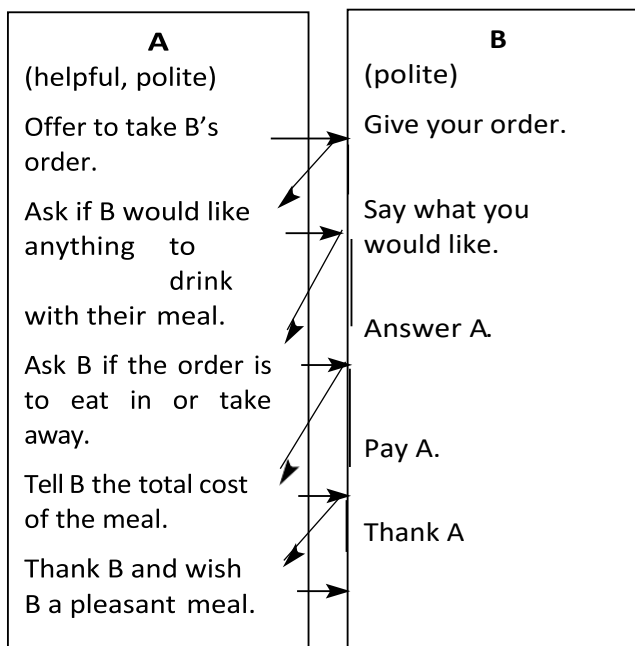 A
(helpful, polite)
Offer to take B’s
order.
Ask if B would like
anything to
drink
with their meal.
Ask B if the order is
to eat in or take
away.
Tell B the total cost
of the meal.
Thank B and wish
B a pleasant meal.
B
(polite)
Give your order.
Say what you
would like.
Answer A.
Pay A.
Thank A